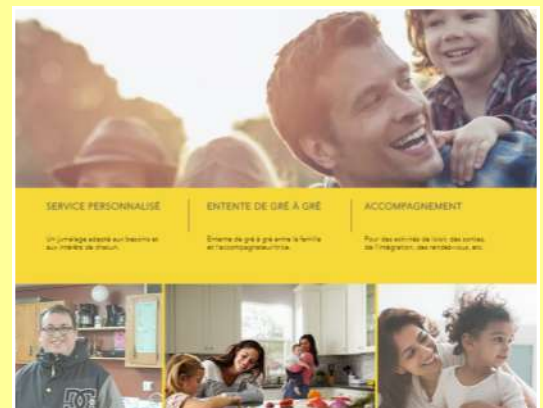 SERVICE PERSONNALISÉ
ENTENTE DE GRÉ À GRÉ
ACCOMPAGNEMENT
Un jumelage adapté aux besoins et
aux intérêts de chacun.
Entente de gré à gré entre la famille
et l'accompagnateur/trice.
Pour des activités de loisir, des sorties,
de l'intégration, des rendez-vous, etc.
DC